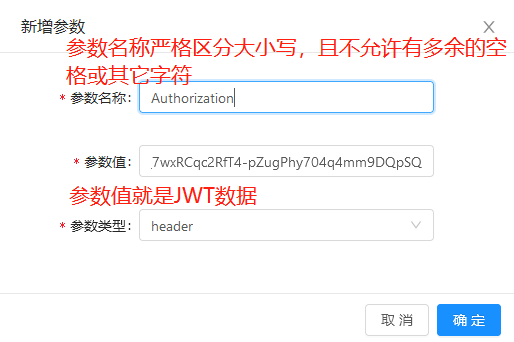 新增参数
参数名称严格区分大小写，且不允许有多余的空
格或其它字符
* 参数名称： Authorization
* 参数值： _7wxRCqc2RfT4-pZugPhy704q4mm9DQpSQ
参数值就是JWT数据
* 参数类型： header
取 消 确 定